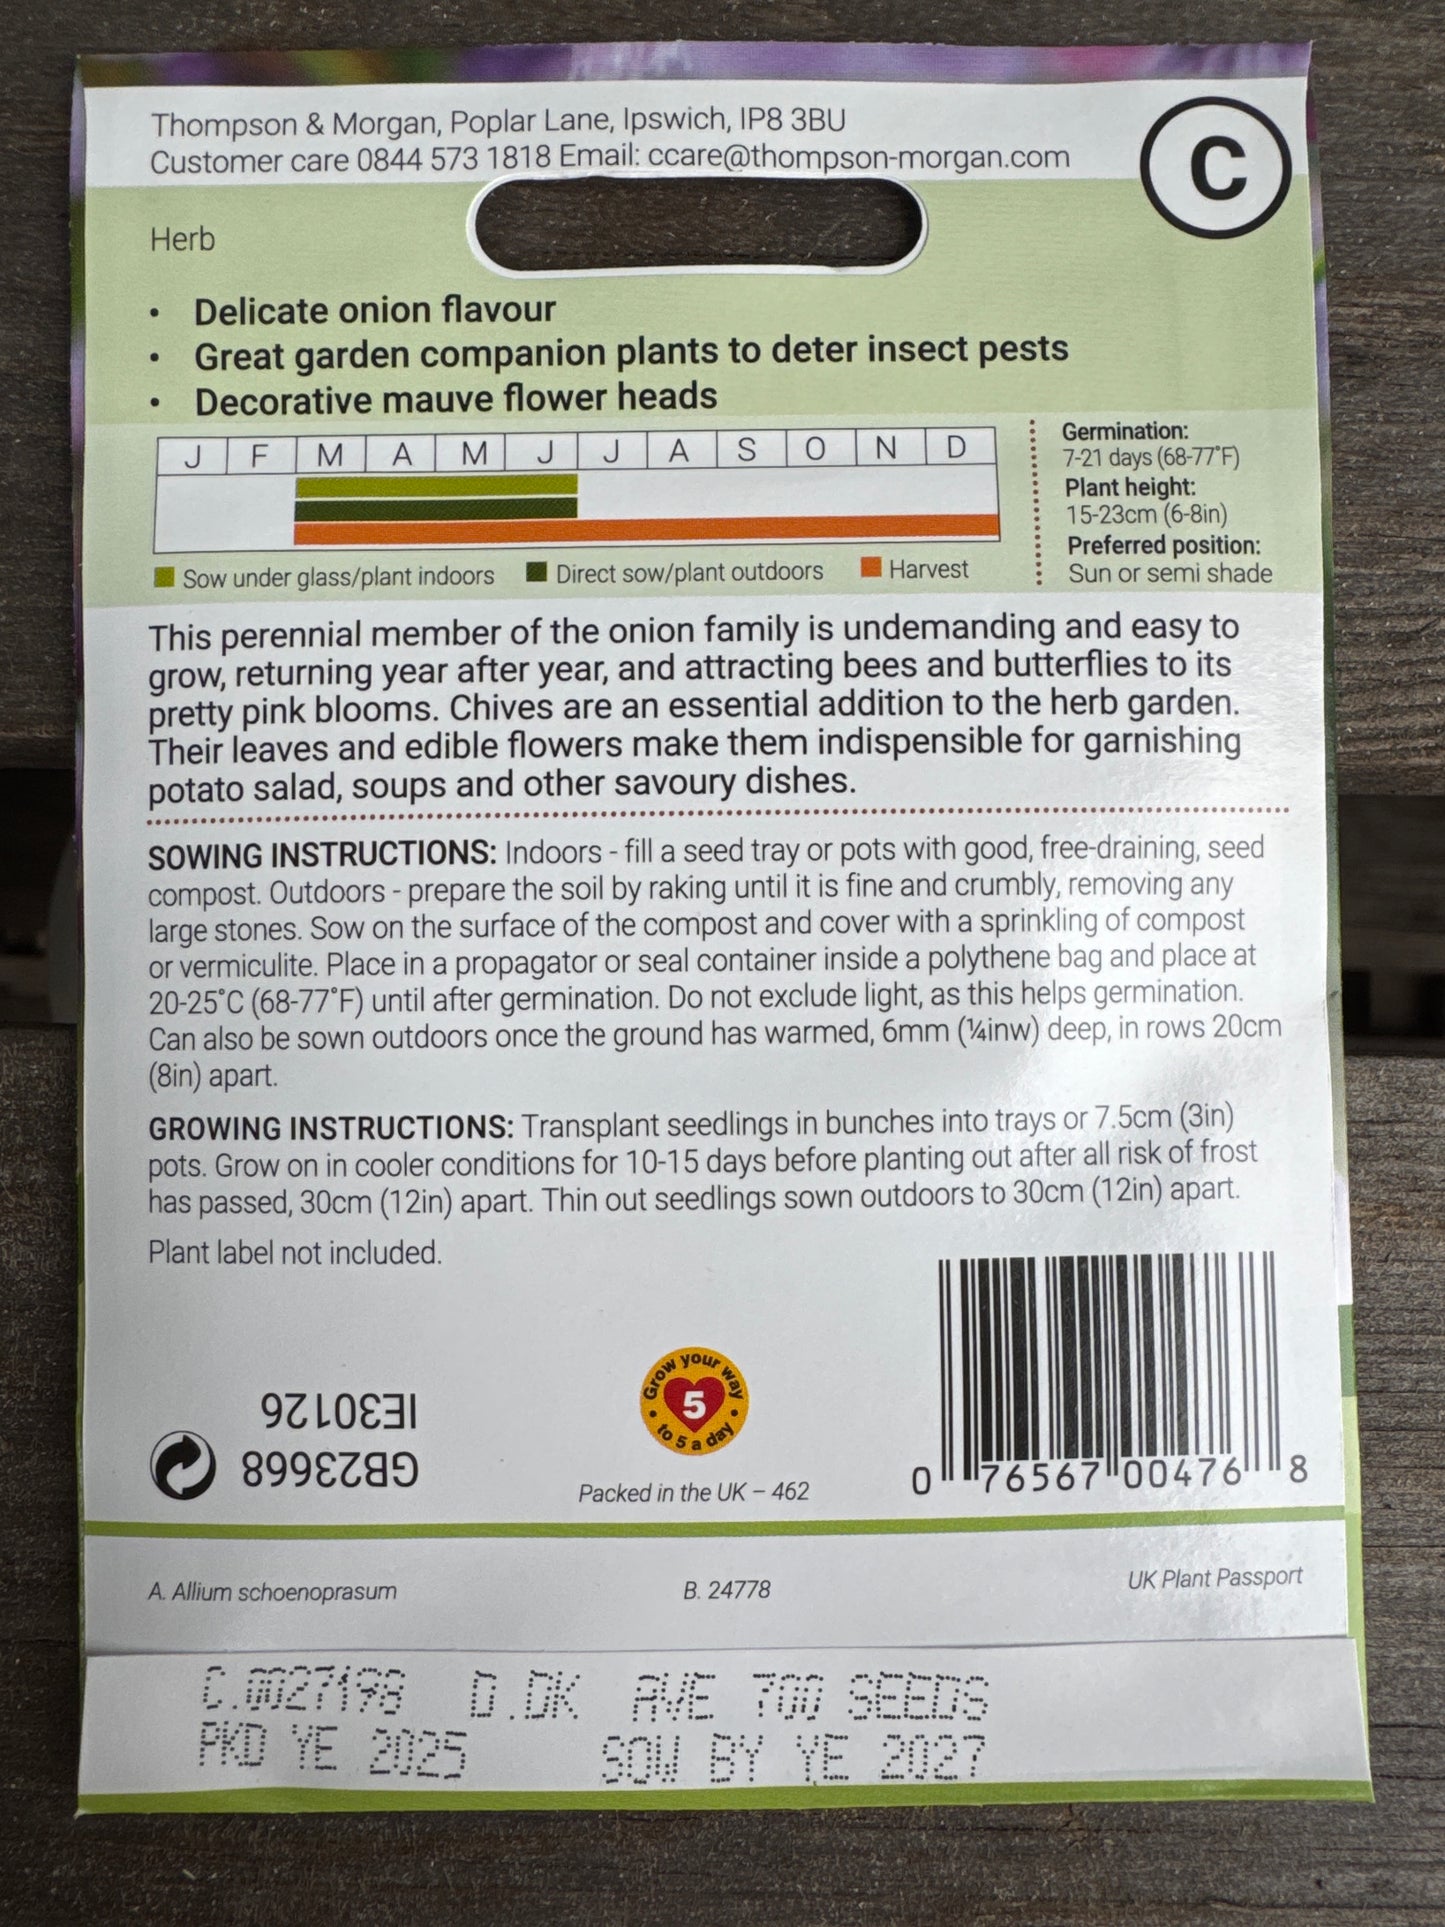 Thompson & Morgan, Poplar Lane, Ipswich, IP8 3BU
Customer care 0844 573 1818 Email: ccare@thompson-morgan.com
C
Herb
• Delicate onion flavour
• Great garden companion plants to deter insect pests
• Decorative mauve flower heads
J F M A M J J A S O N D
Sow under glass/plant indoors Direct sow/plant outdoors Harvest
Germination:
7-21 days (68-77°F)
Plant height:
15-23cm (6-8in)
Preferred position:
Sun or semi shade
This perennial member of the onion family is undemanding and easy to
grow, returning year after year, and attracting bees and butterflies to its
pretty pink blooms. Chives are an essential addition to the herb garden.
Their leaves and edible flowers make them indispensible for garnishing
potato salad, soups and other savoury dishes.
SOWING INSTRUCTIONS: Indoors - fill a seed tray or pots with good, free-draining, seed
compost. Outdoors - prepare the soil by raking until it is fine and crumbly, removing any
large stones. Sow on the surface of the compost and cover with a sprinkling of compost
or vermiculite. Place in a propagator or seal container inside a polythene bag and place at
20-25°C (68-77°F) until after germination. Do not exclude light, as this helps germination.
Can also be sown outdoors once the ground has warmed, 6mm (¼inw) deep, in rows 20cm
(8in) apart.
GROWING INSTRUCTIONS: Transplant seedlings in bunches into trays or 7.5cm (3in)
pots. Grow on in cooler conditions for 10-15 days before planting out after all risk of frost
has passed, 30cm (12in) apart. Thin out seedlings sown outdoors to 30cm (12in) apart.
Plant label not included.
GB23668
IE30126
Grow your way
5
to 5 a day
Packed in the UK – 462
0 76567 00476 8
A. Allium schoenoprasum B. 24778 UK Plant Passport
C.0027198 D.DK AVE 700 SEEDS
PKD YE 2025 SOW BY YE 2027